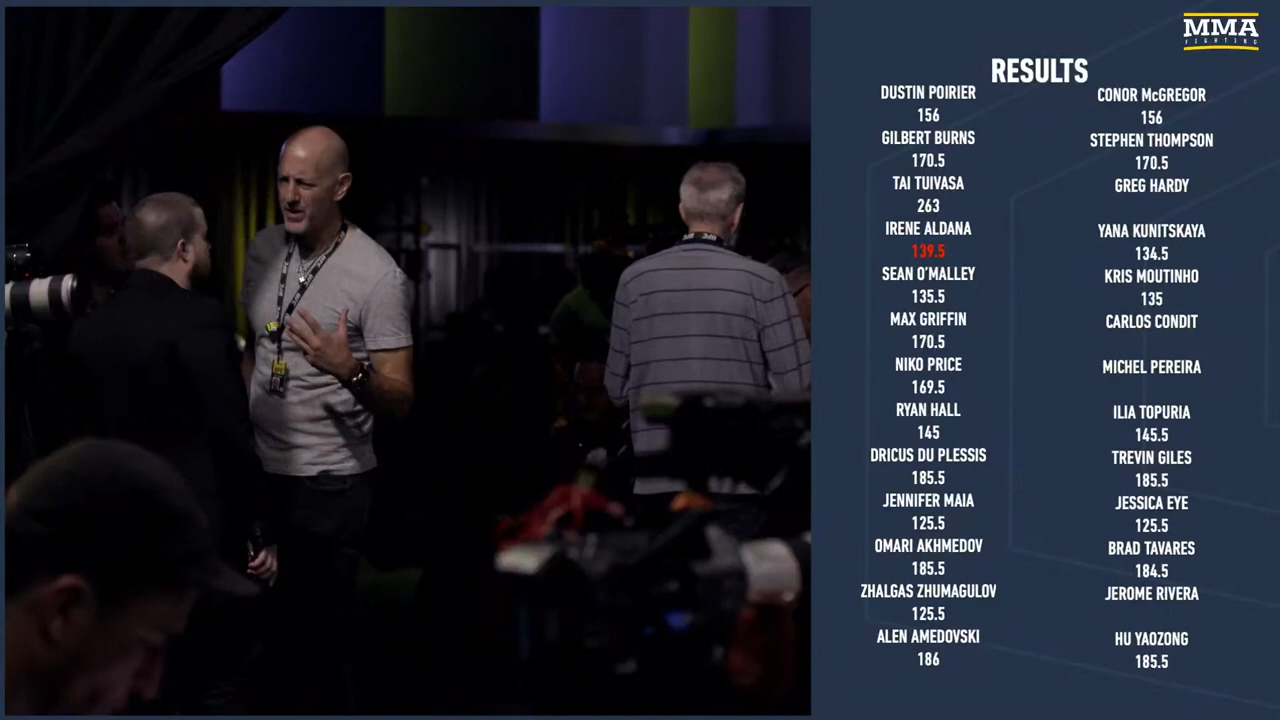 MMA
FIGHTING
RESULTS
DUSTIN POIRIER
156
GILBERT BURNS
170.5
TAI TUIVASA
263
IRENE ALDANA
139.5
SEAN O'MALLEY
135.5
MAX GRIFFIN
170.5
NIKO PRICE
169.5
RYAN HALL
145
DRICUS DU PLESSIS
185.5
JENNIFER MAIA
125.5
OMARI AKHMEDOV
185.5
ZHALGAS ZHUMAGULOV
125.5
ALEN AMEDOVSKI
186
CONOR McGREGOR
156
STEPHEN THOMPSON
170.5
GREG HARDY
YANA KUNITSKAYA
134.5
KRIS MOUTINHO
135
CARLOS CONDIT
MICHEL PEREIRA
ILIA TOPURIA
145.5
TREVIN GILES
185.5
JESSICA EYE
125.5
BRAD TAVARES
184.5
JEROME RIVERA
HU YAOZONG
185.5